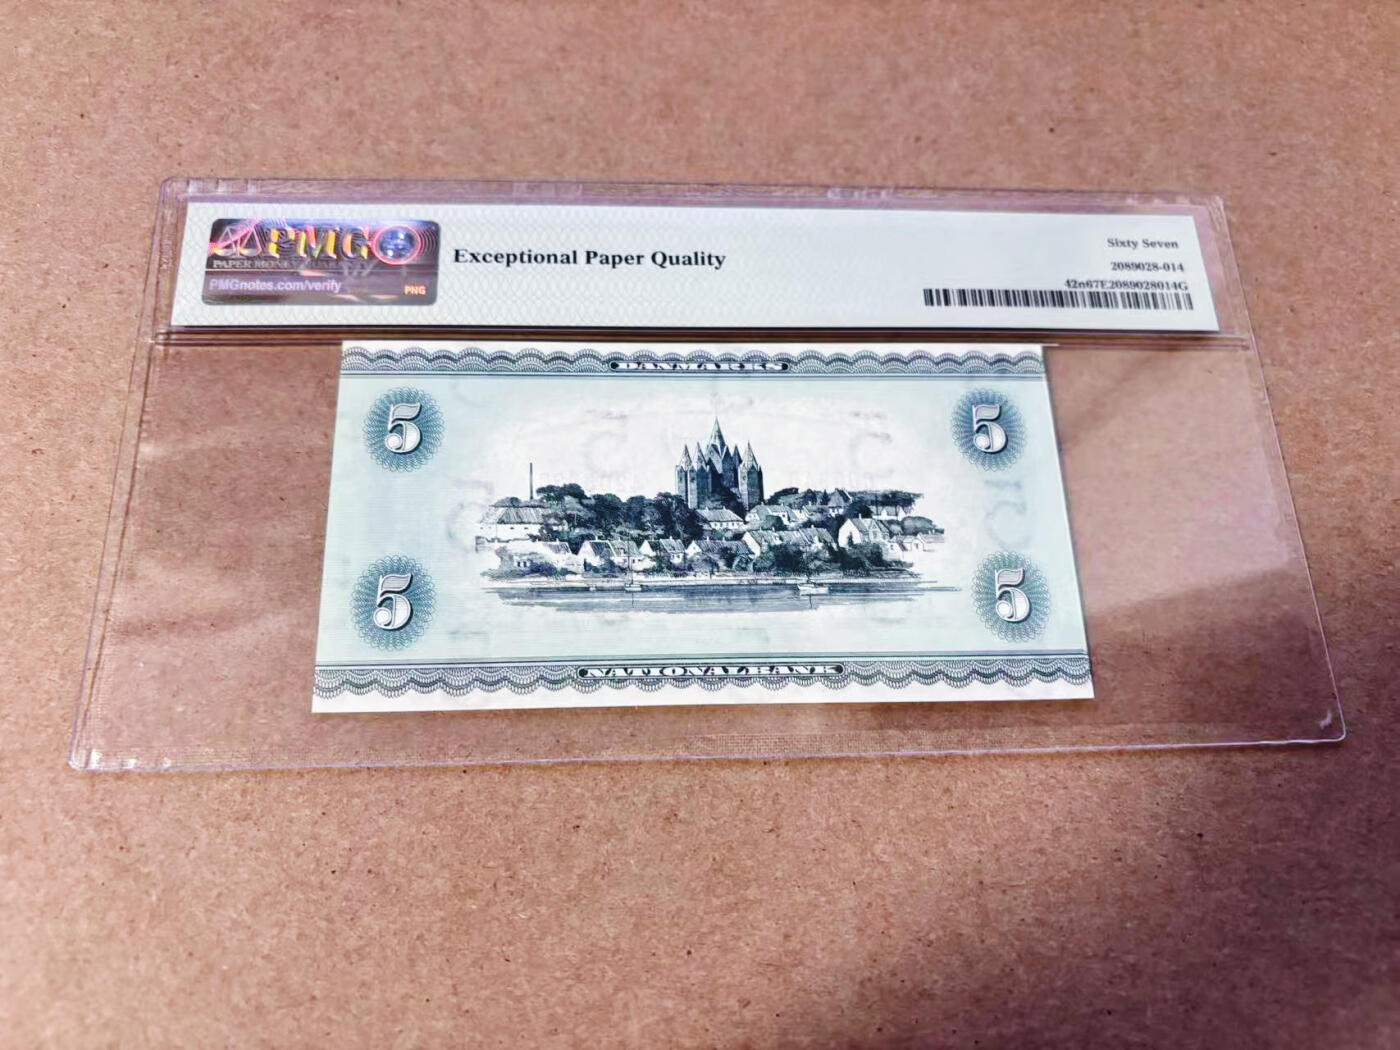 PMG
PAPER MONEY
PMGnotes.com/verify
PNG
Exceptional Paper Quality
Sixty Seven
2089028-014
42n67E2089028014G
DANMARKS
5 5
5 5
NATIONALBANK